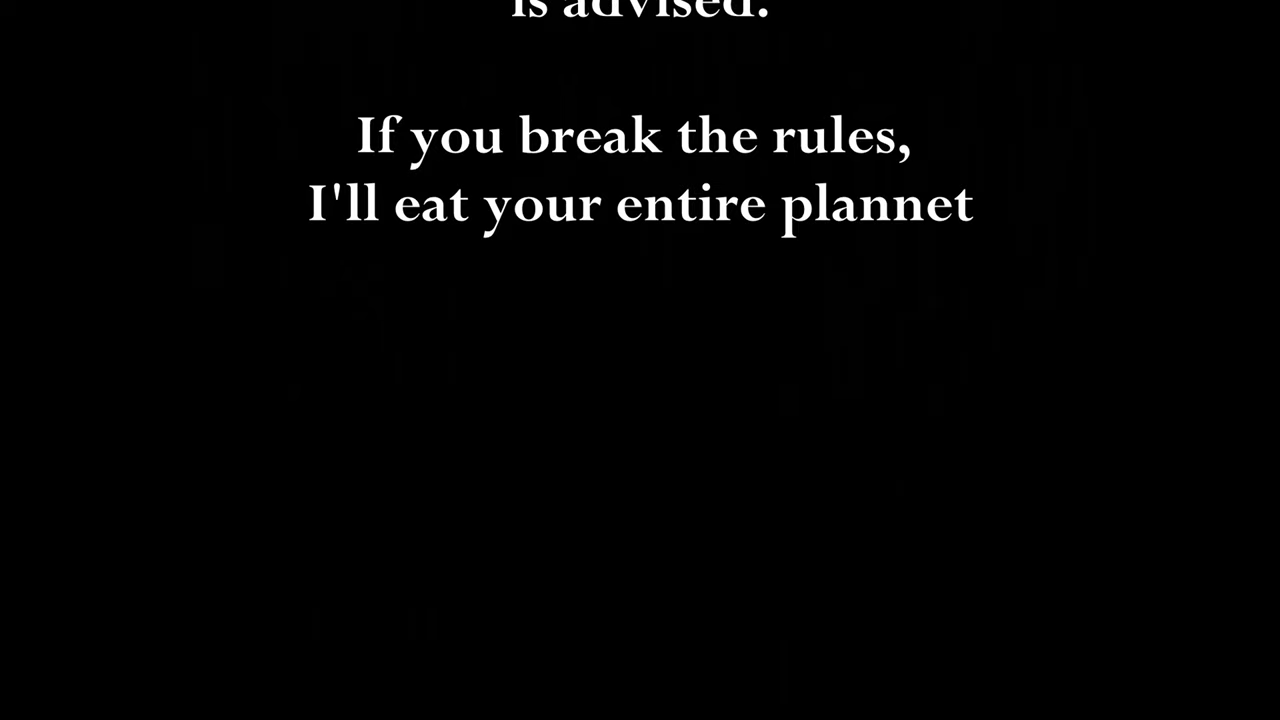 is advised.
If you break the rules,
I'll eat your entire plannet